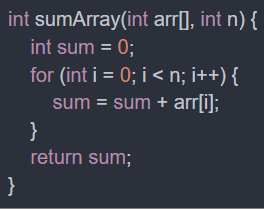 int sumArray(int arr[], int n) {
    int sum = 0;
    for (int i = 0; i < n; i++) {
        sum = sum + arr[i];
    }
    return sum;
}